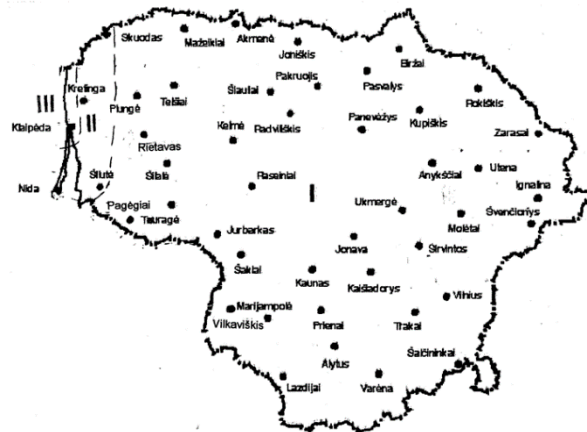 Skuodas
Mažeikiai
Akmenė
Joniškis
Biržai
Kretinga
Plungė
Telšiai
Šiauliai
Pakruojis
Pasvalys
Rokiškis
III
II
Klaipėda
Rietavas
Kelmė
Radviliškis
Panevėžys
Kupiškis
Zarasai
Šilutė
Šilalė
Raseiniai
I
Anykščiai
Utena
Ignalina
Nida
Pagėgiai
Tauragė
Ukmergė
Molėtai
Švenčionys
Jurbarkas
Jonava
Širvintos
Šakiai
Kaunas
Kaišiadorys
Vilnius
Marijampolė
Vilkaviškis
Prienai
Trakai
Alytus
Šalčininkai
Lazdijai
Varėna